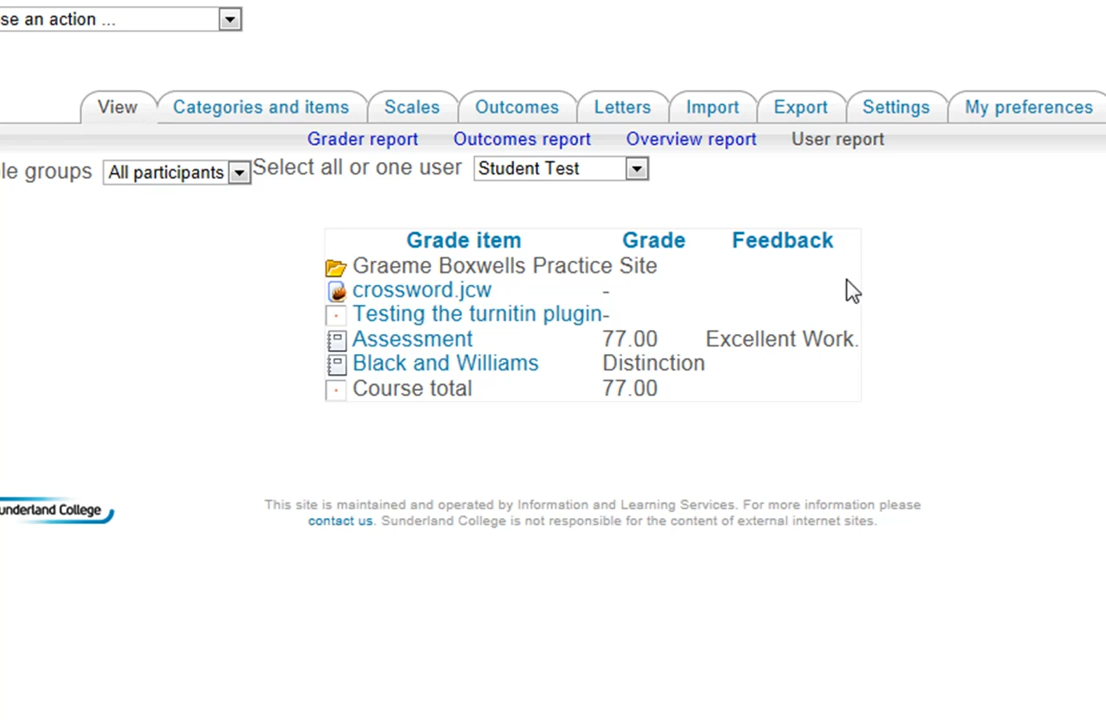 se an action ...
View Categories and items Scales Outcomes Letters Import Export Settings My preferences
Grader report Outcomes report Overview report User report
le groups All participants Select all or one user Student Test
Grade item Grade Feedback
Graeme Boxwells Practice Site
crossword.jcw -
Testing the turnitin plugin -
Assessment 77.00 Excellent Work.
Black and Williams Distinction
Course total 77.00
underland College
This site is maintained and operated by Information and Learning Services. For more information please
contact us. Sunderland College is not responsible for the content of external internet sites.